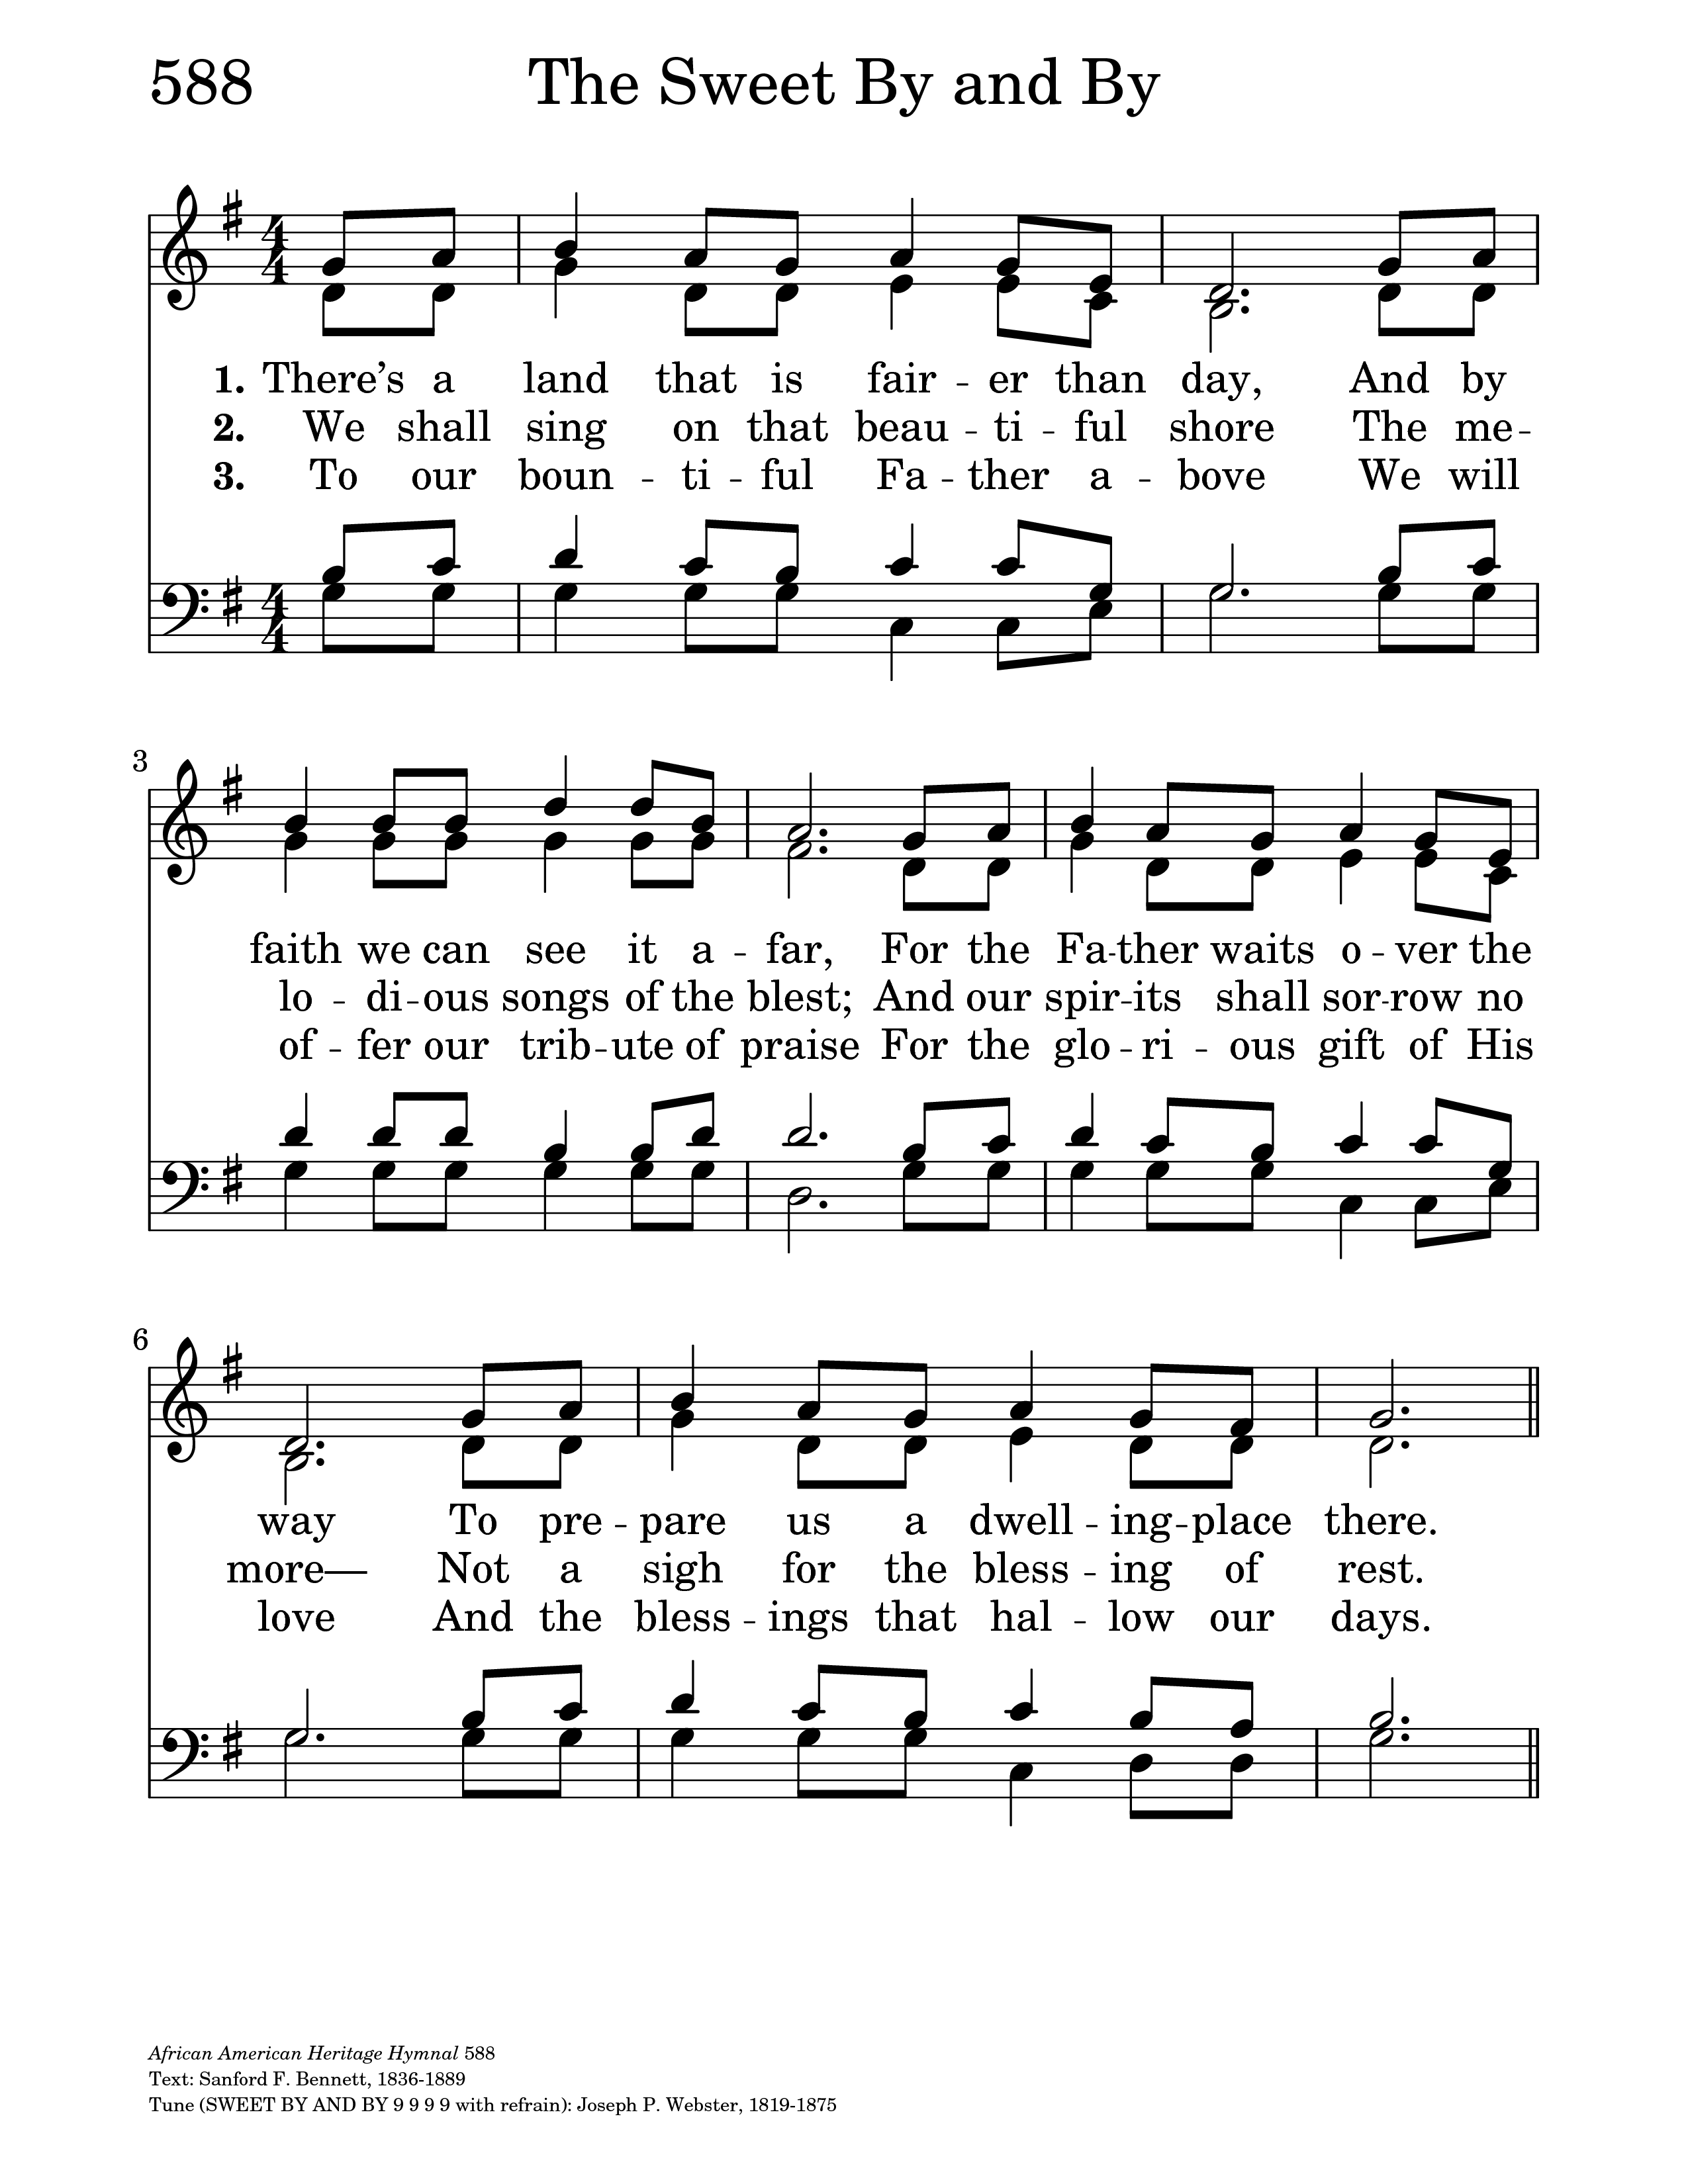 588 The Sweet By and By
1. There’s a land that is fair - er than day, And by
2. We shall sing on that beau - ti - ful shore The me -
3. To our boun - ti - ful Fa - ther a - bove We will
3
faith we can see it a - far, For the Fa - ther waits o - ver the
lo - di - ous songs of the blest; And our spir - its shall sor - row no
of - fer our trib - ute of praise For the glo - ri - ous gift of His
6
way To pre - pare us a dwell - ing - place there.
more— Not a sigh for the bless - ing of rest.
love And the bless - ings that hal - low our days.
African American Heritage Hymnal 588
Text: Sanford F. Bennett, 1836-1889
Tune (SWEET BY AND BY 9 9 9 9 with refrain): Joseph P. Webster, 1819-1875